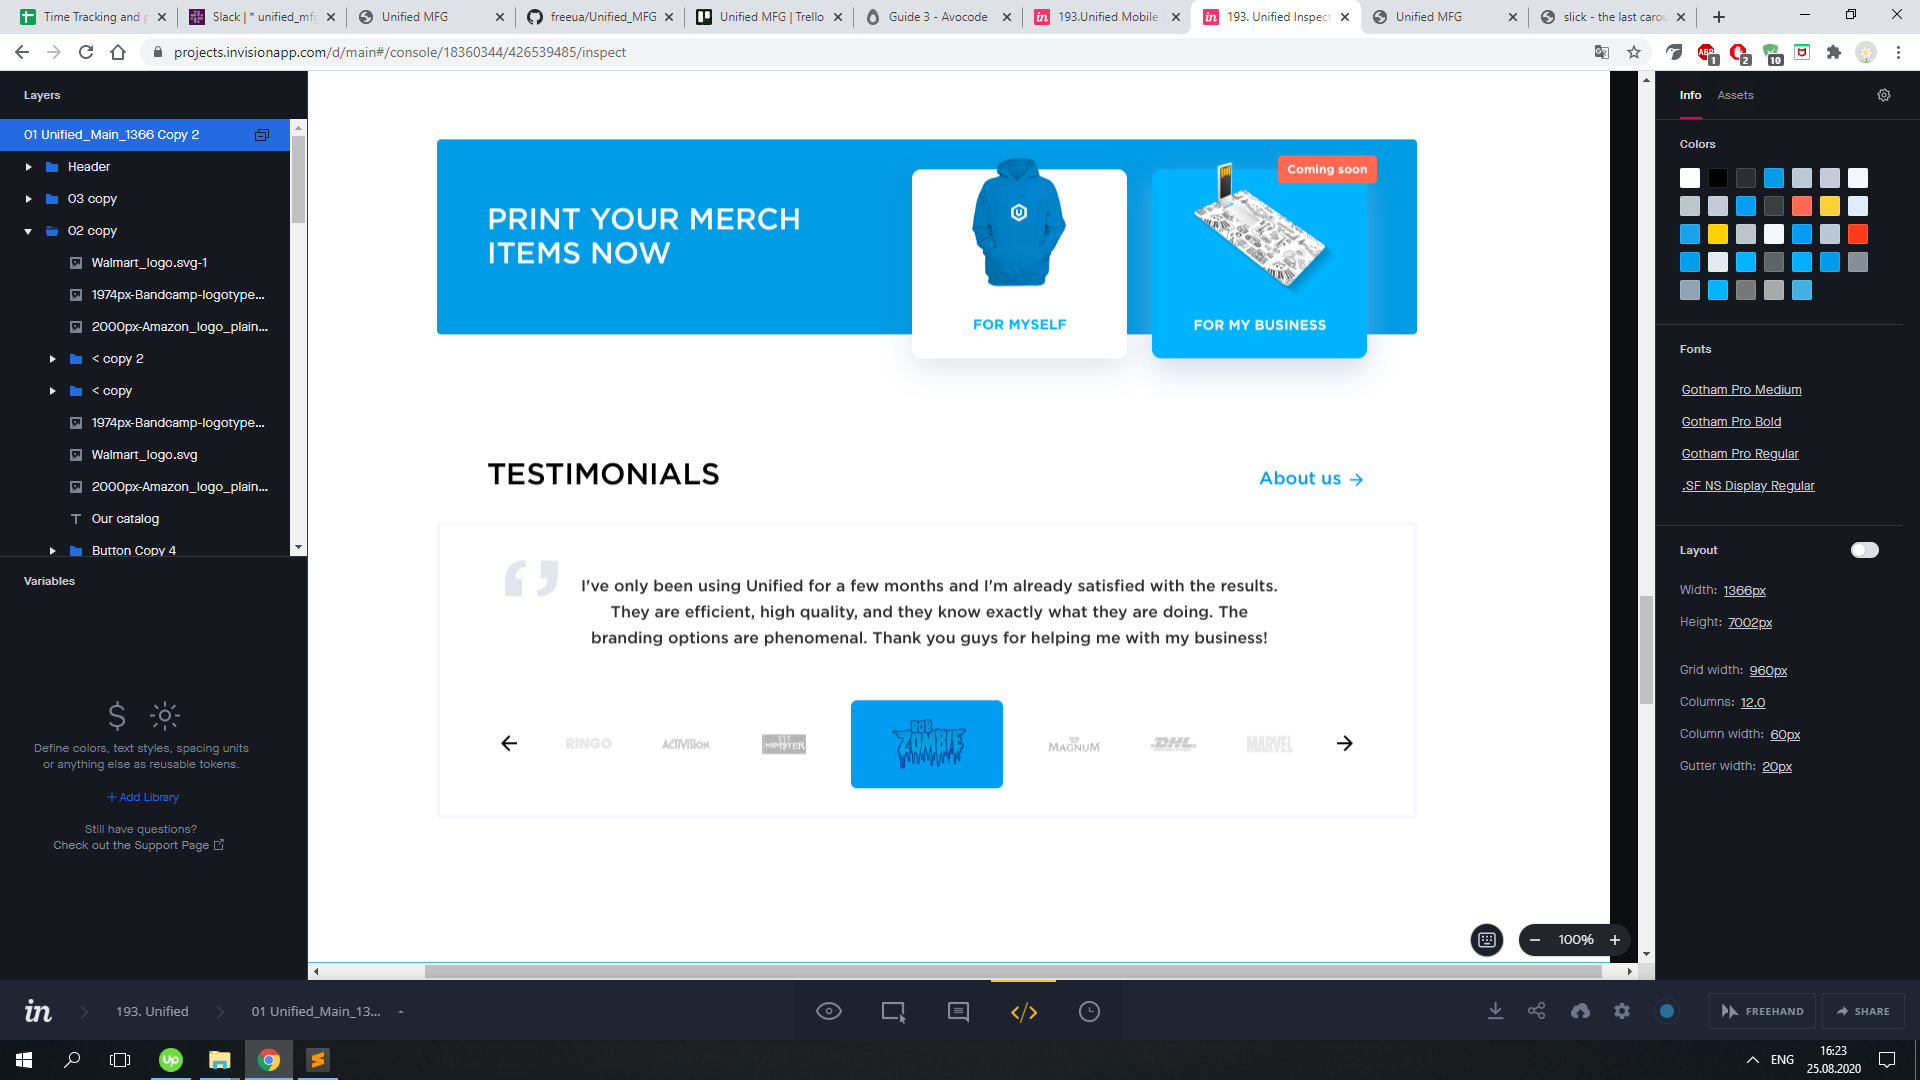 Time Tracking and p
Slack | * unified_mfg
Unified MFG
freeua/Unified_MFG
Unified MFG | Trello
Guide 3 - Avocode
193.Unified Mobile
193. Unified Inspect
Unified MFG
slick - the last carou
projects.invisionapp.com/d/main#/console/18360344/426539485/inspect
ABP
1
2
10
Layers
01 Unified_Main_1366 Copy 2
Header
03 copy
02 copy
Walmart_logo.svg-1
1974px-Bandcamp-logotype...
2000px-Amazon_logo_plain...
< copy 2
< copy
1974px-Bandcamp-logotype...
Walmart_logo.svg
2000px-Amazon_logo_plain...
Our catalog
Button Copy 4
Variables
Define colors, text styles, spacing units
or anything else as reusable tokens.
+ Add Library
Still have questions?
Check out the Support Page
PRINT YOUR MERCH
ITEMS NOW
FOR MYSELF
Coming soon
FOR MY BUSINESS
TESTIMONIALS
About us →
I've only been using Unified for a few months and I'm already satisfied with the results.
They are efficient, high quality, and they know exactly what they are doing. The
branding options are phenomenal. Thank you guys for helping me with my business!
RINGO
ACTIVISION
MONSTER
ROB ZOMBIE
MAGNUM
DHL
MARVEL
100%
Info
Assets
Colors
Fonts
Gotham Pro Medium
Gotham Pro Bold
Gotham Pro Regular
.SF NS Display Regular
Layout
Width: 1366px
Height: 7002px
Grid width: 960px
Columns: 12.0
Column width: 60px
Gutter width: 20px
in
193. Unified
01 Unified_Main_13...
FREEHAND
SHARE
Up
ENG
16:23
25.08.2020